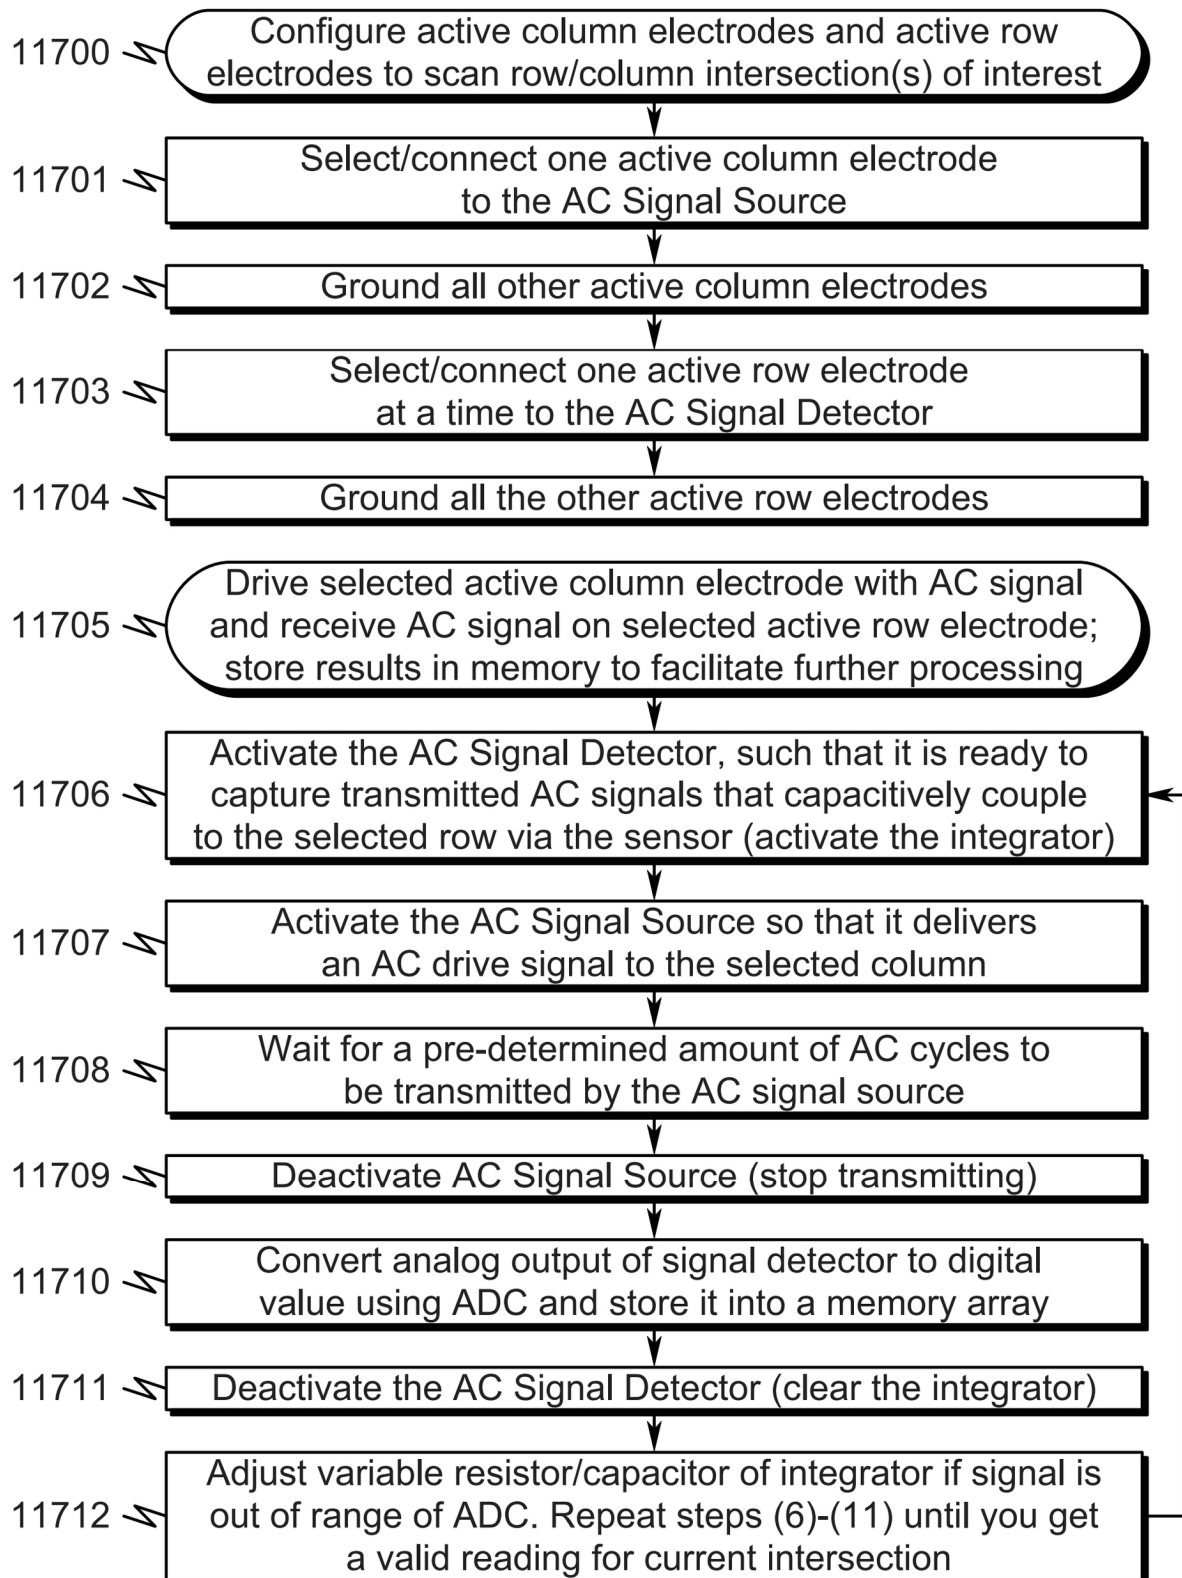 11700
Configure active column electrodes and active row
electrodes to scan row/column intersection(s) of interest
11701
Select/connect one active column electrode
to the AC Signal Source
11702
Ground all other active column electrodes
11703
Select/connect one active row electrode
at a time to the AC Signal Detector
11704
Ground all the other active row electrodes
11705
Drive selected active column electrode with AC signal
and receive AC signal on selected active row electrode;
store results in memory to facilitate further processing
11706
Activate the AC Signal Detector, such that it is ready to
capture transmitted AC signals that capacitively couple
to the selected row via the sensor (activate the integrator)
11707
Activate the AC Signal Source so that it delivers
an AC drive signal to the selected column
11708
Wait for a pre-determined amount of AC cycles to
be transmitted by the AC signal source
11709
Deactivate AC Signal Source (stop transmitting)
11710
Convert analog output of signal detector to digital
value using ADC and store it into a memory array
11711
Deactivate the AC Signal Detector (clear the integrator)
11712
Adjust variable resistor/capacitor of integrator if signal is
out of range of ADC. Repeat steps (6)-(11) until you get
a valid reading for current intersection